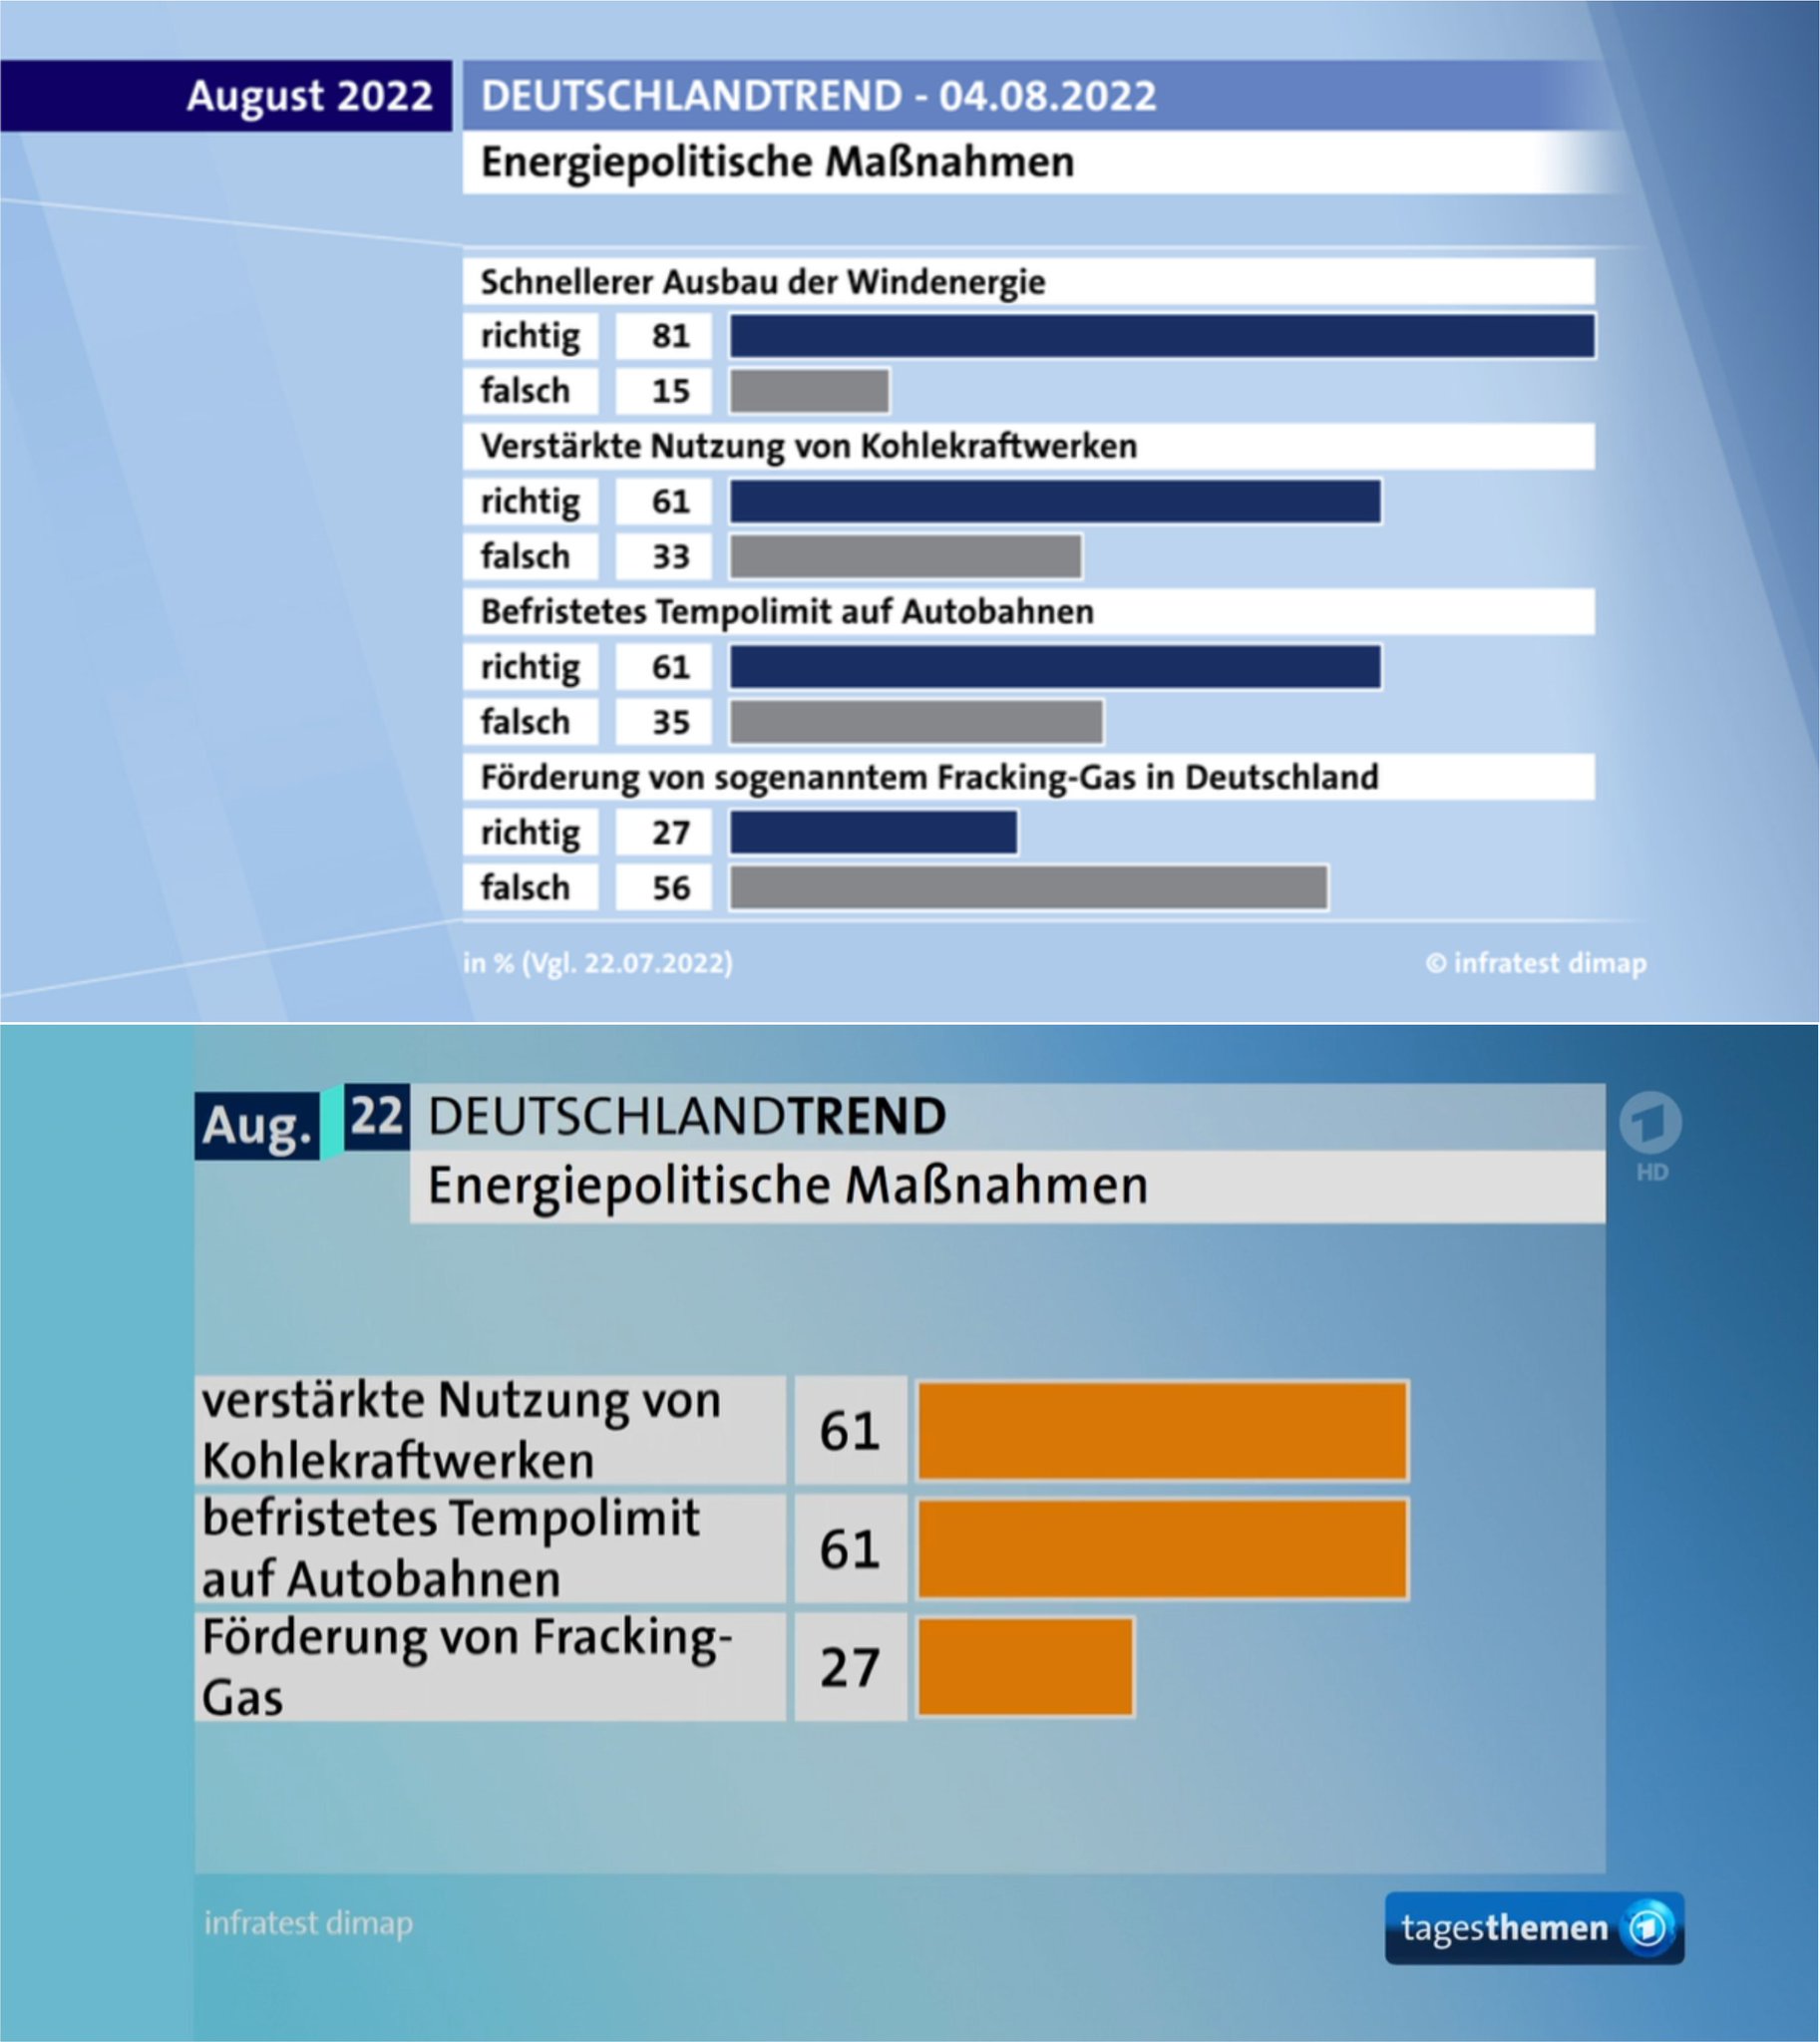 August 2022
DEUTSCHLANDTREND - 04.08.2022
Energiepolitische Maßnahmen
Schnellerer Ausbau der Windenergie
richtig 81
falsch 15
Verstärkte Nutzung von Kohlekraftwerken
richtig 61
falsch 33
Befristetes Tempolimit auf Autobahnen
richtig 61
falsch 35
Förderung von sogenanntem Fracking-Gas in Deutschland
richtig 27
falsch 56
in % (Vgl. 22.07.2022)
© infratest dimap
Aug. 22 DEUTSCHLANDTREND
HD
Energiepolitische Maßnahmen
verstärkte Nutzung von
Kohlekraftwerken
61
befristetes Tempolimit
auf Autobahnen
61
Förderung von Fracking-
Gas
27
infratest dimap
tagesthemen